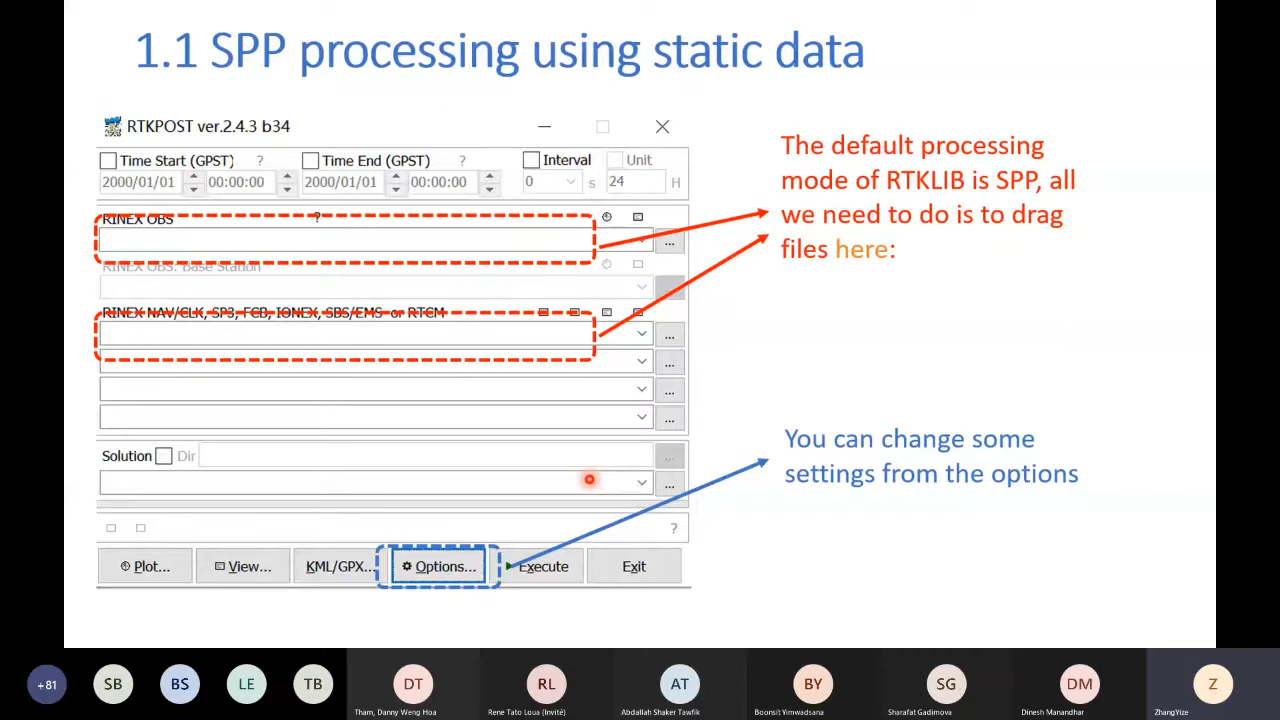 1.1 SPP processing using static data
RTKPOST ver.2.4.3 b34
Time Start (GPST) ? Time End (GPST) ? Interval Unit
2000/01/01 00:00:00 2000/01/01 00:00:00 0 s 24 H
RINEX OBS ?
...
RINEX OBS: Base Station
...
RINEX NAV/CLK, SP3, FCB, IONEX, SBS/EMS or RTCM
...
...
...
...
Solution Dir ...
...
?
Plot... View... KML/GPX... Options... Execute Exit
The default processing
mode of RTKLIB is SPP, all
we need to do is to drag
files here:
You can change some
settings from the options
+81 SB BS LE TB DT RL AT BY SG DM Z
Tham, Danny Weng Hoa Rene Tato Loua (Invité) Abdallah Shaker Tawfik Boonsit Yimwadsana Sharafat Gadimova Dinesh Manandhar ZhangYize